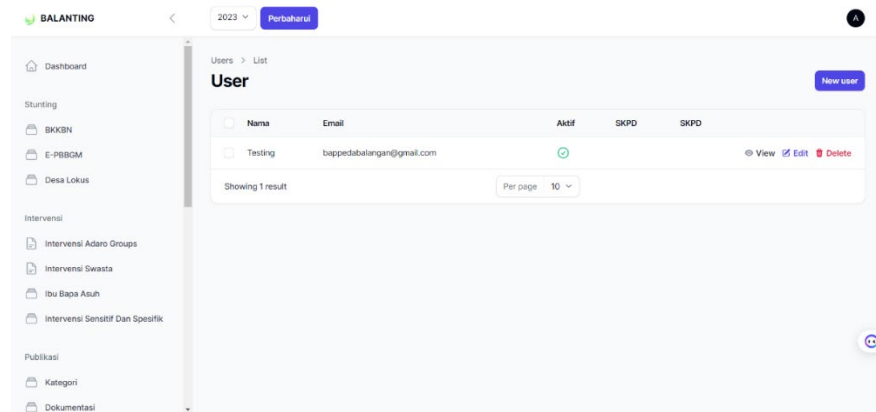 BALANTING
2023
Perbaharui
A
Dashboard
Stunting
BKKBN
E-PBBGM
Desa Lokus
Intervensi
Intervensi Adaro Groups
Intervensi Swasta
Ibu Bapa Asuh
Intervensi Sensitif Dan Spesifik
Publikasi
Kategori
Dokumentasi
Users > List
User
New user
Nama Email Aktif SKPD SKPD
Testing bappedabalangan@gmail.com View Edit Delete
Showing 1 result Per page 10